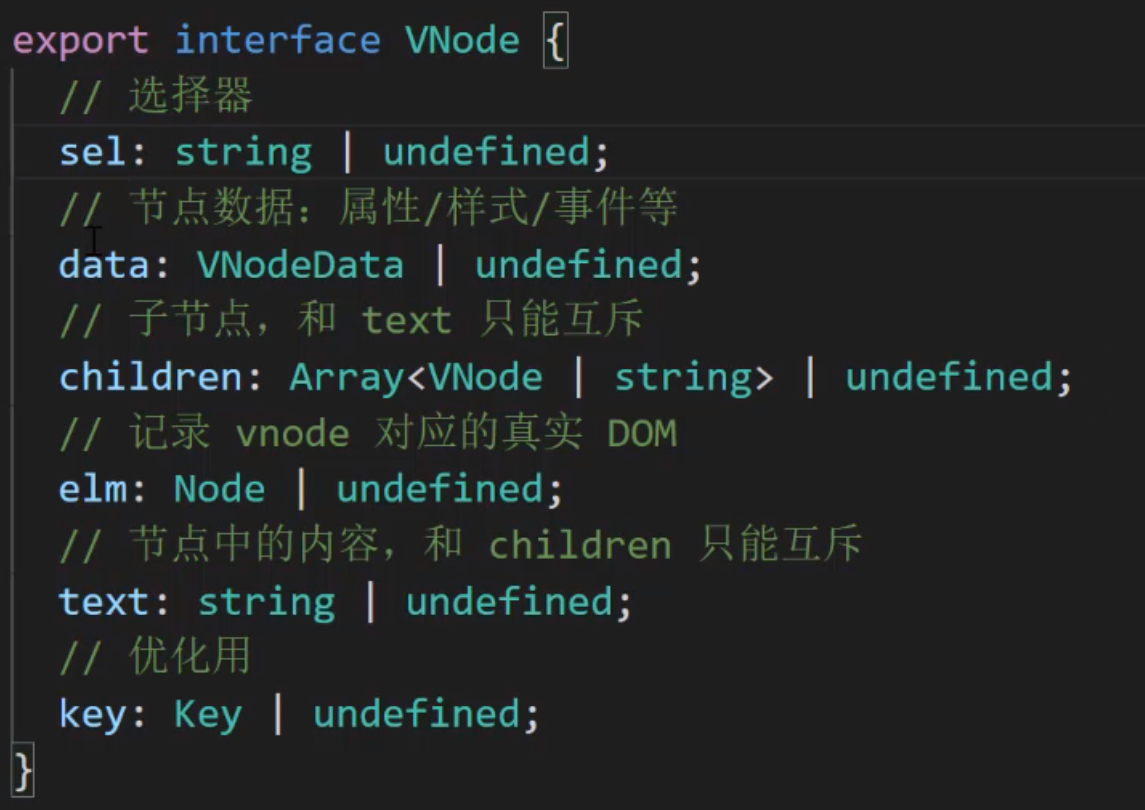 export interface VNode {
// 选择器
sel: string | undefined;
// 节点数据：属性/样式/事件等
data: VNodeData | undefined;
// 子节点，和 text 只能互斥
children: Array<VNode | string> | undefined;
// 记录 vnode 对应的真实 DOM
elm: Node | undefined;
// 节点中的内容，和 children 只能互斥
text: string | undefined;
// 优化用
key: Key | undefined;
}